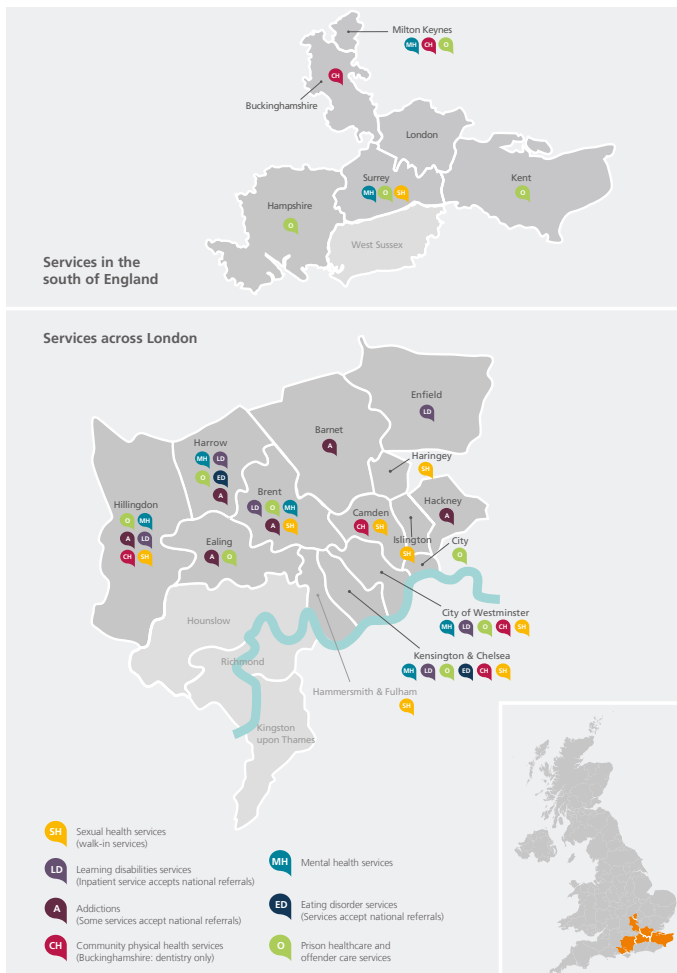 Milton Keynes
MH CH O
CH
Buckinghamshire
London
Surrey
MH O SH
Kent
O
Hampshire
O
West Sussex
Services in the
south of England
Services across London
Enfield
LD
Barnet
A
Harrow
MH LD
O ED
A
Haringey
SH
Brent
LD O MH
A SH
Hillingdon
O MH
A LD
CH SH
Camden
CH SH
Hackney
A
Islington
SH
City
O
Ealing
A O
City of Westminster
MH LD O CH SH
Hounslow
Kensington & Chelsea
MH LD O ED CH SH
Richmond
Hammersmith & Fulham
SH
Kingston
upon Thames
SH Sexual health services
(walk-in services)
LD Learning disabilities services
(Inpatient service accepts national referrals)
A Addictions
(Some services accept national referrals)
CH Community physical health services
(Buckinghamshire: dentistry only)
MH Mental health services
ED Eating disorder services
(Services accept national referrals)
O Prison healthcare and
offender care services